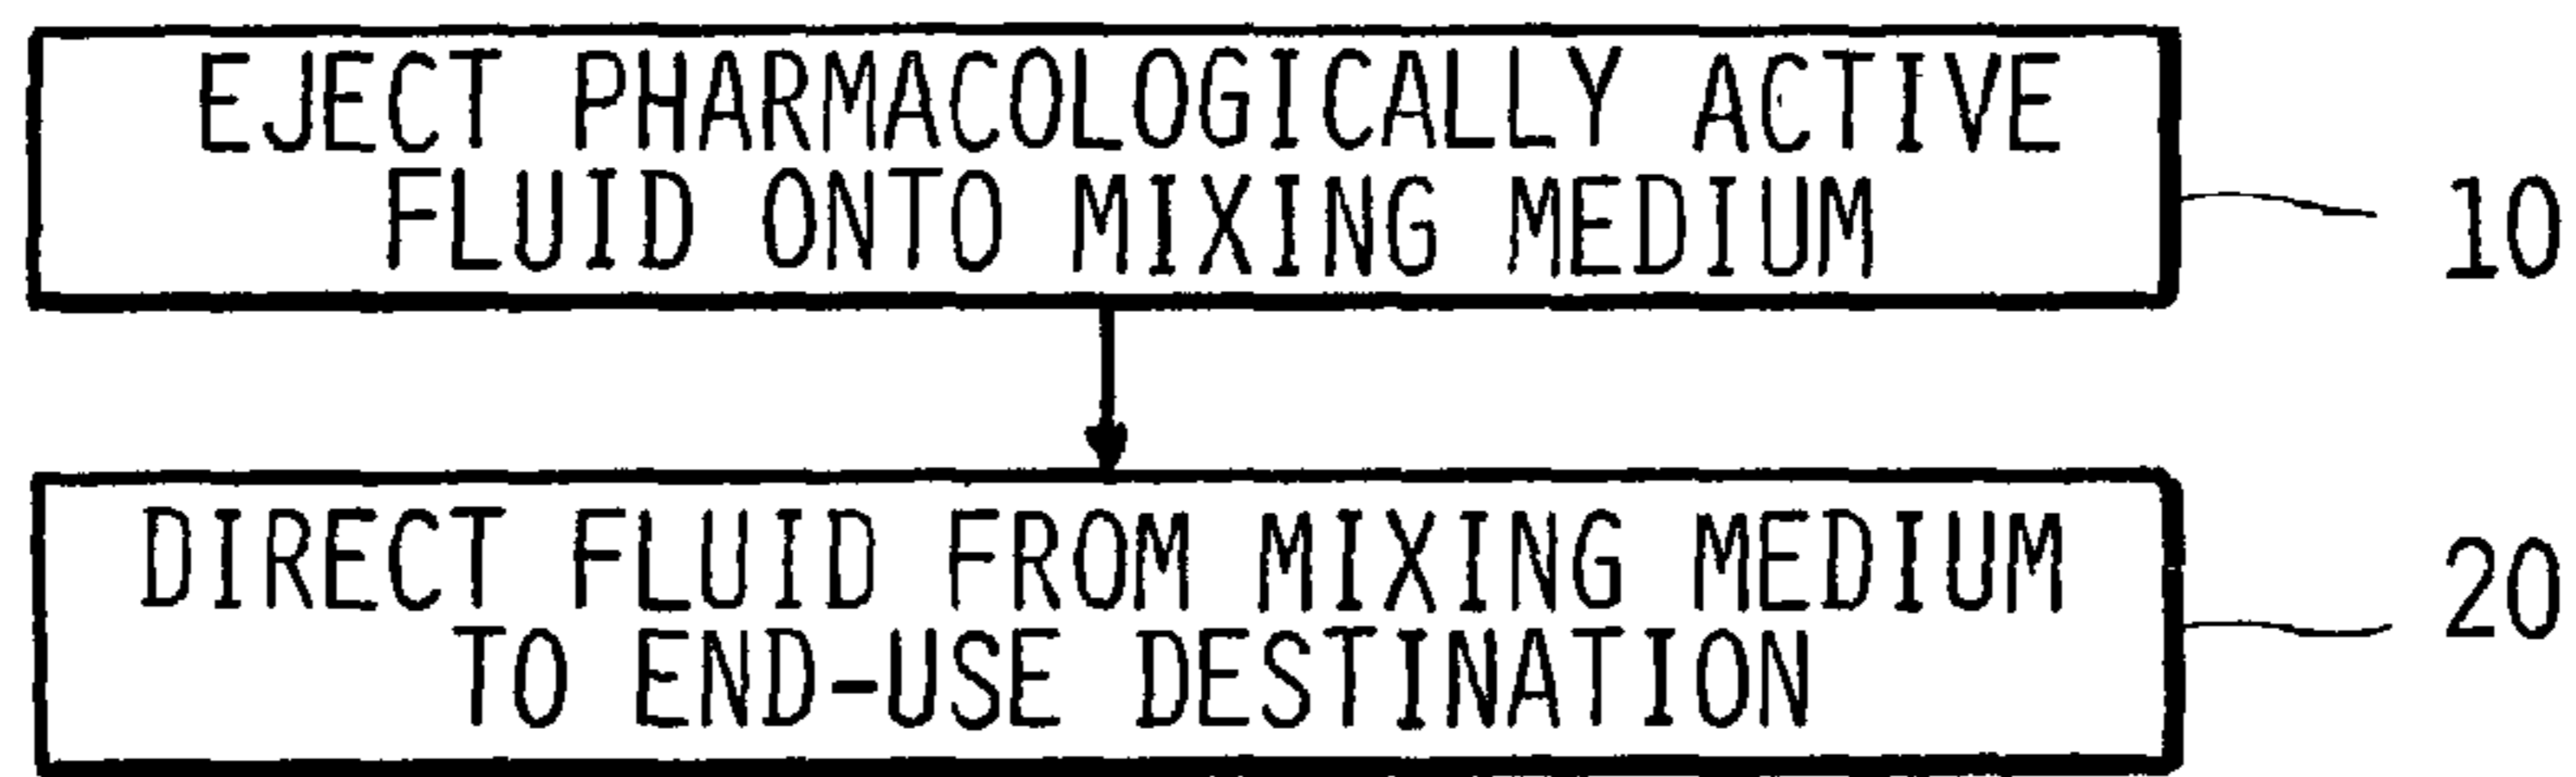 EJECT PHARMACOLOGICALLY ACTIVE
FLUID ONTO MIXING MEDIUM
10
DIRECT FLUID FROM MIXING MEDIUM
TO END-USE DESTINATION
20